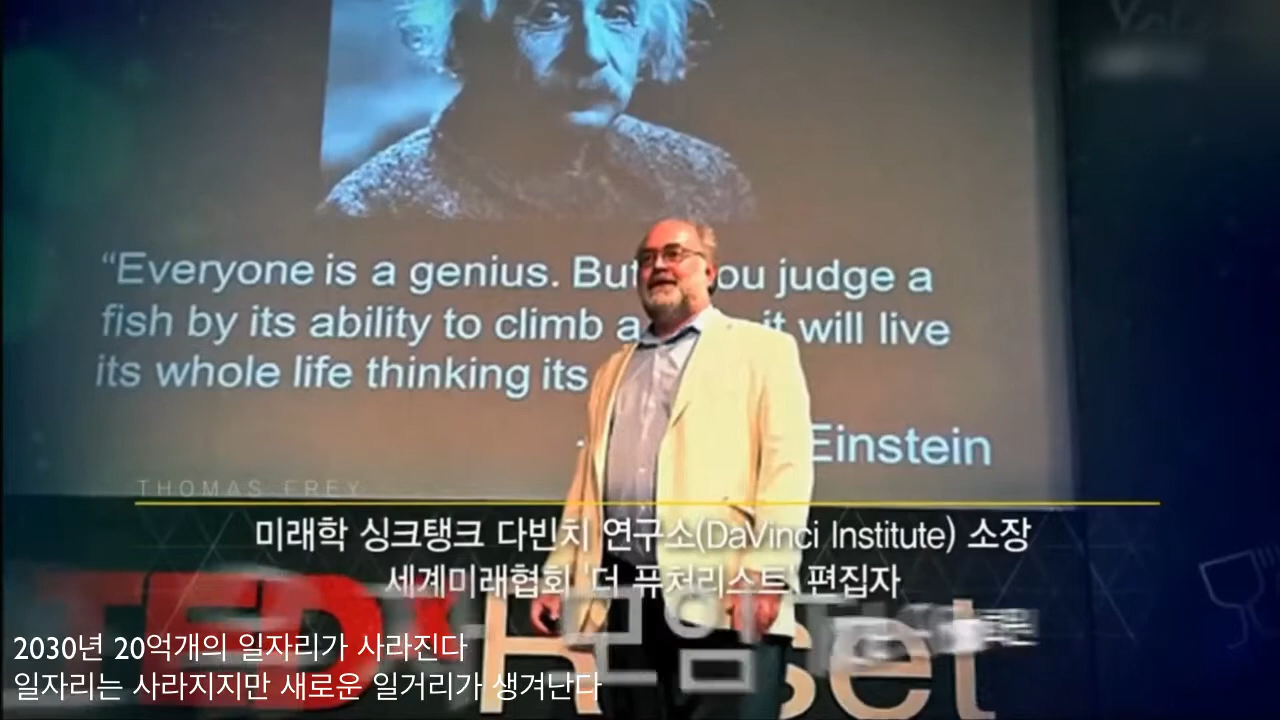 “Everyone is a genius. But ou judge a
fish by its ability to climb a it will live
its whole life thinking its
Einstein
THOMAS FREY
미래학 싱크탱크 다빈치 연구소(DaVinci Institute) 소장
세계미래협회 '더 퓨처리스트' 편집자
TEDx
2030년 20억개의 일자리가 사라진다
일자리는 사라지지만 새로운 일거리가 생겨난다